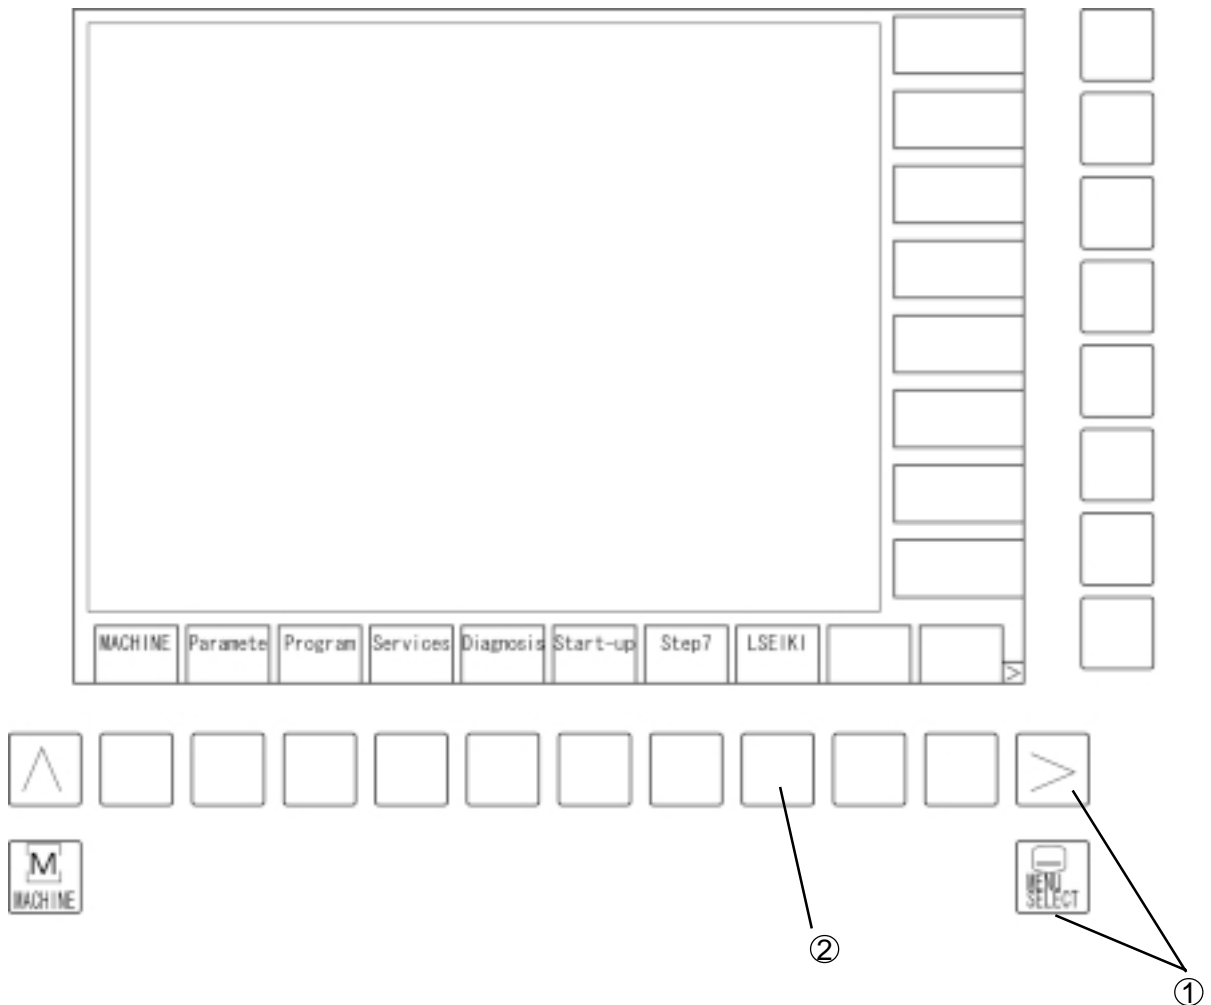 MACHINE Paramete Program Services Diagnosis Start-up Step7 LSEIKI
>
∧ >
M
MACHINE
MENU
SELECT
②
①